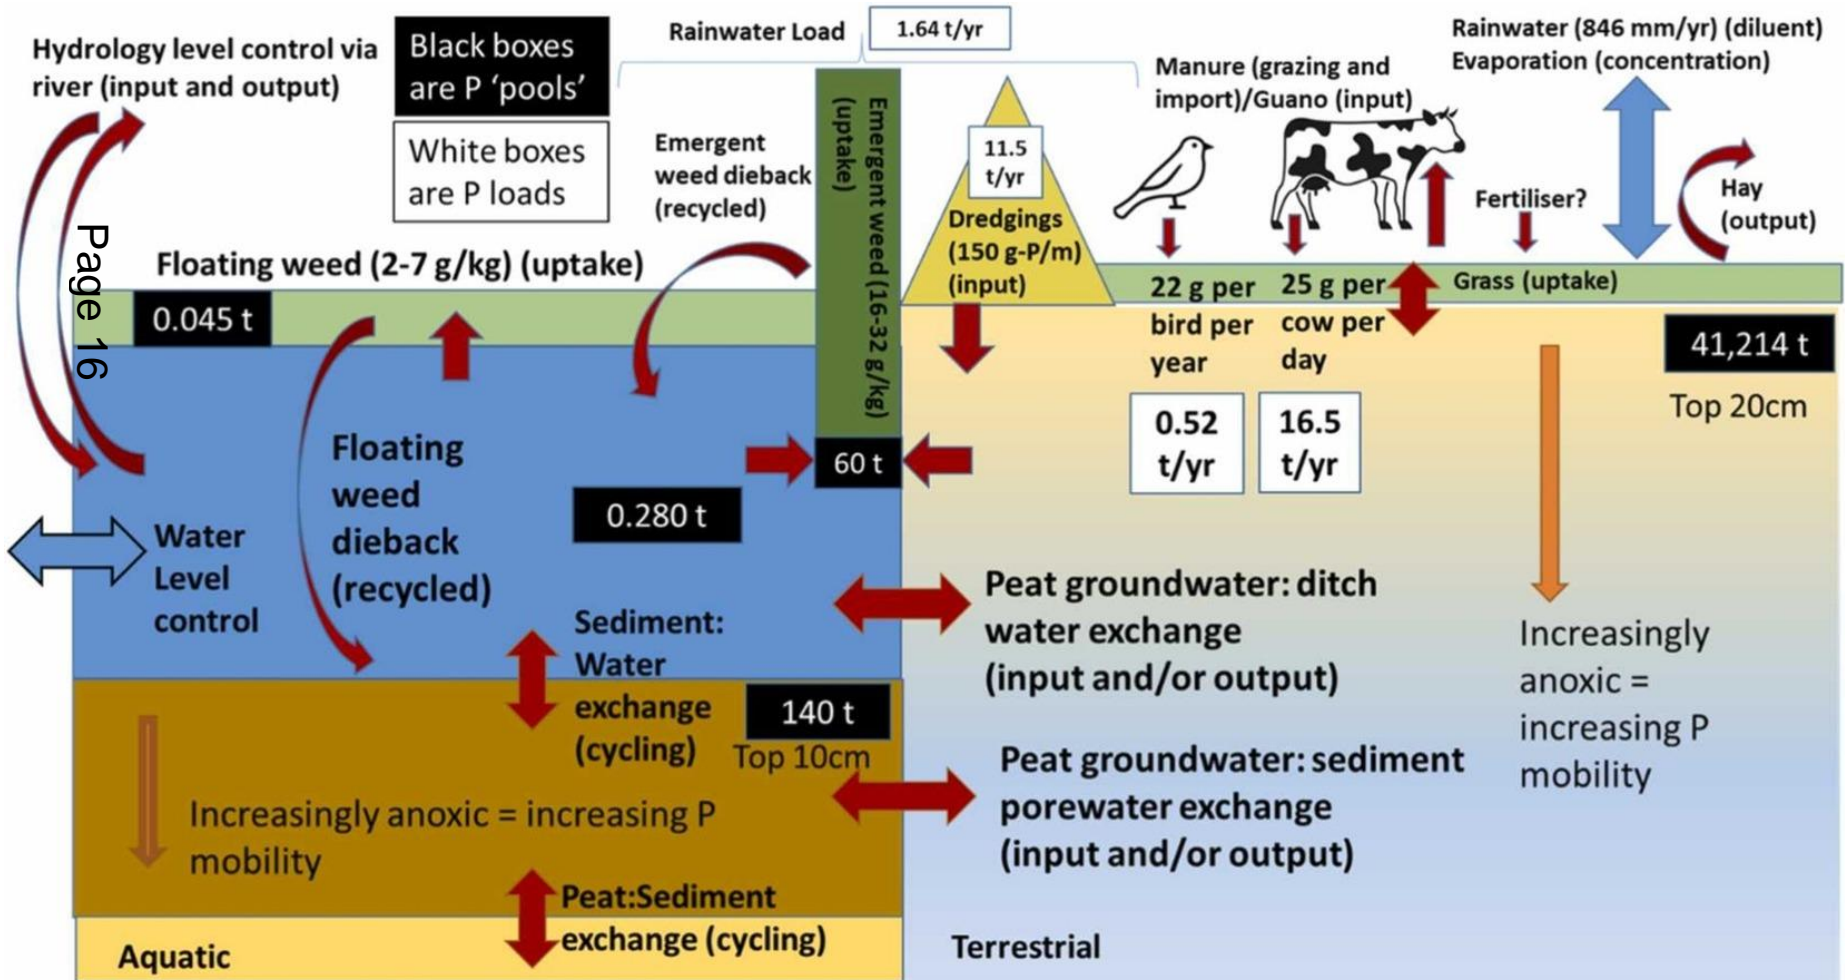 Hydrology level control via
river (input and output)
Black boxes
are P ‘pools’
White boxes
are P loads
Rainwater Load
1.64 t/yr
Emergent
weed dieback
(recycled)
Emergent weed (16-32 g/kg)
(uptake)
11.5
t/yr
Dredgings
(150 g-P/m)
(input)
Manure (grazing and
import)/Guano (input)
Rainwater (846 mm/yr) (diluent)
Evaporation (concentration)
Fertiliser?
Hay
(output)
Page 16
Floating weed (2-7 g/kg) (uptake)
0.045 t
22 g per
bird per
year
25 g per
cow per
day
Grass (uptake)
41,214 t
Top 20cm
0.52
t/yr
16.5
t/yr
60 t
Floating
weed
dieback
(recycled)
0.280 t
Water
Level
control
Sediment:
Water
exchange
(cycling)
140 t
Top 10cm
Peat groundwater: ditch
water exchange
(input and/or output)
Increasingly
anoxic =
increasing P
mobility
Peat groundwater: sediment
porewater exchange
(input and/or output)
Increasingly anoxic = increasing P
mobility
Peat:Sediment
exchange (cycling)
Aquatic
Terrestrial